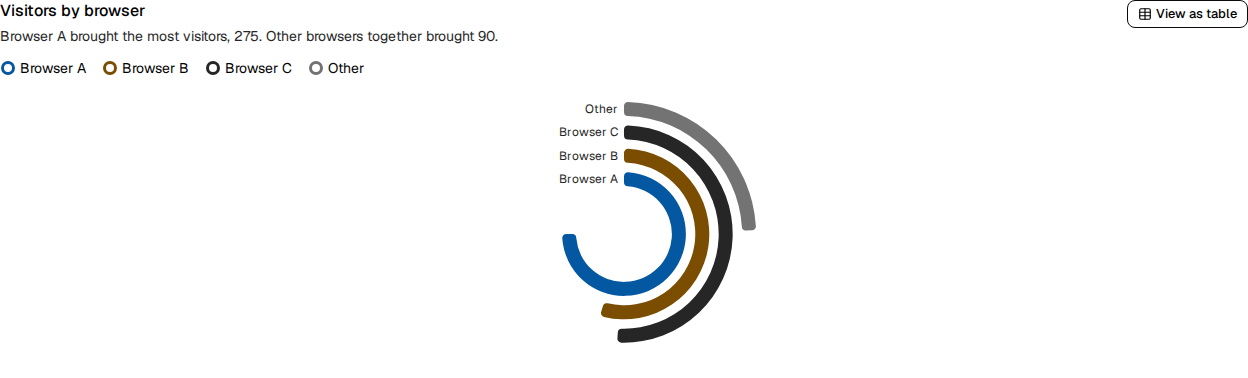 Visitors by browser
View as table
Browser A brought the most visitors, 275. Other browsers together brought 90.
Browser A
Browser B
Browser C
Other
Other
Browser C
Browser B
Browser A